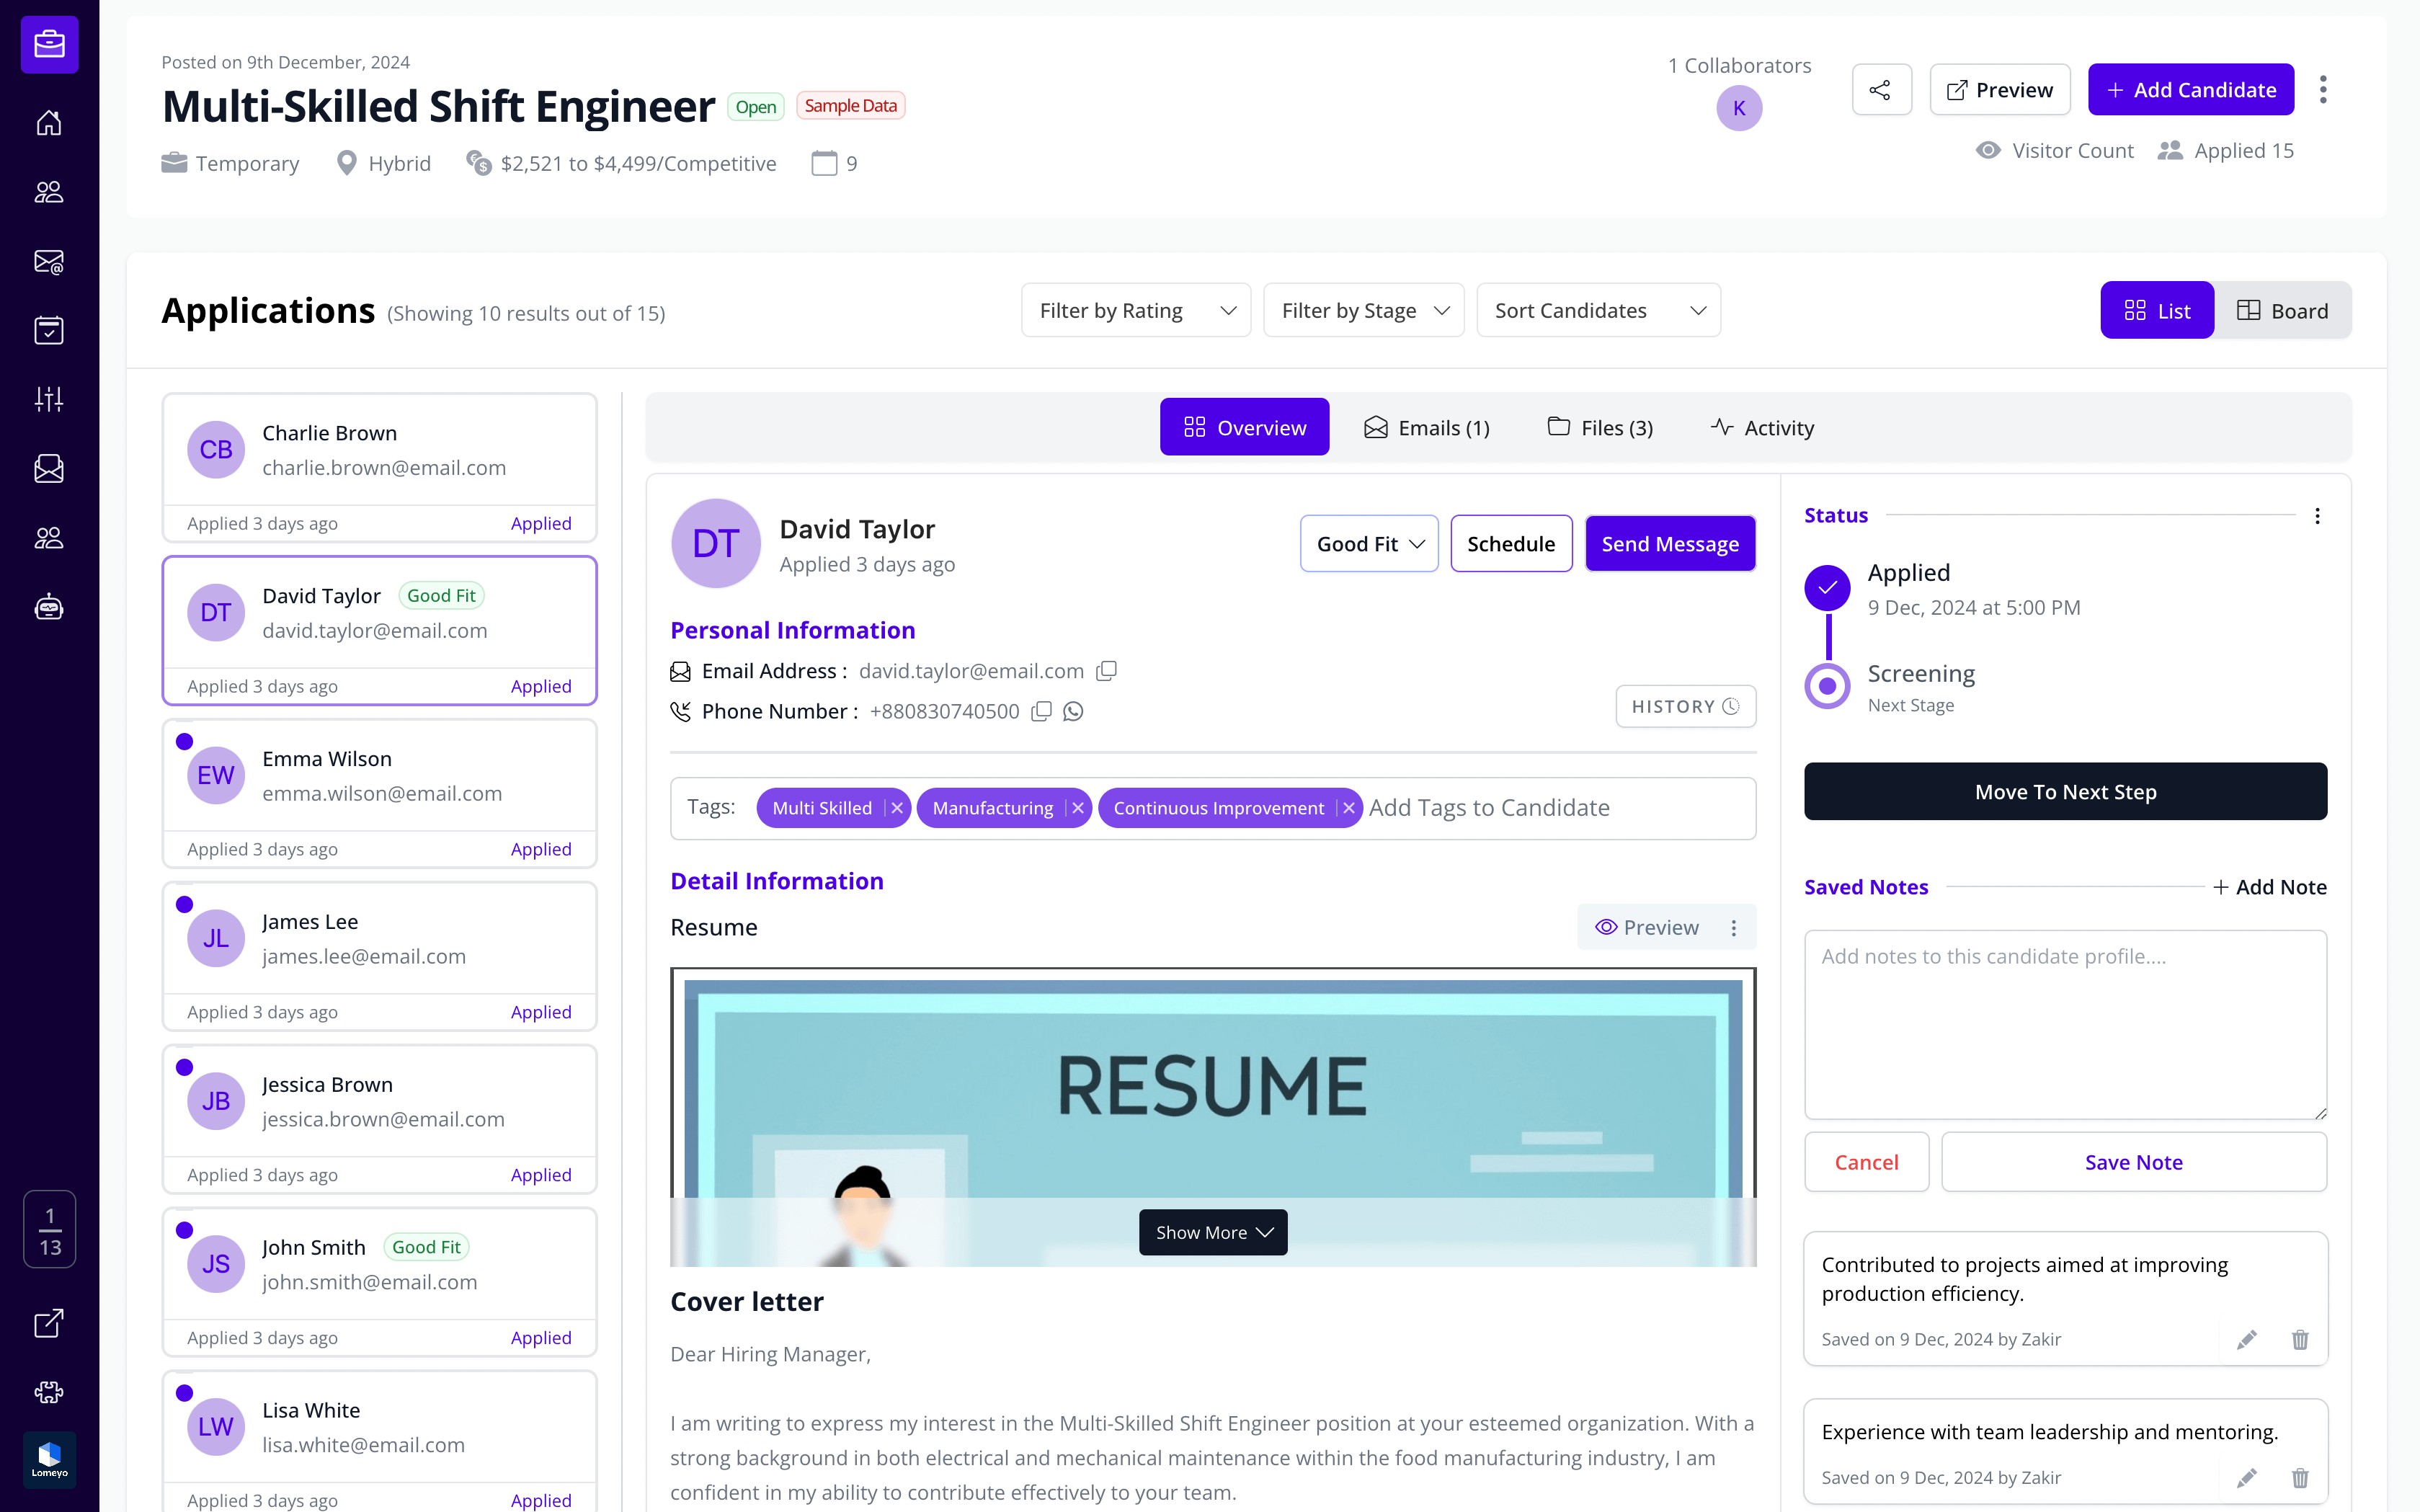 Posted on 9th December, 2024
Multi-Skilled Shift Engineer Open Sample Data
Temporary Hybrid $2,521 to $4,499/Competitive 9
1 Collaborators
K
Preview
+ Add Candidate
Visitor Count Applied 15
Applications (Showing 10 results out of 15)
Filter by Rating Filter by Stage Sort Candidates
List Board
CB
Charlie Brown
charlie.brown@email.com
Applied 3 days ago Applied
DT
David Taylor Good Fit
david.taylor@email.com
Applied 3 days ago Applied
EW
Emma Wilson
emma.wilson@email.com
Applied 3 days ago Applied
JL
James Lee
james.lee@email.com
Applied 3 days ago Applied
JB
Jessica Brown
jessica.brown@email.com
Applied 3 days ago Applied
JS
John Smith Good Fit
john.smith@email.com
Applied 3 days ago Applied
LW
Lisa White
lisa.white@email.com
Applied 3 days ago Applied
Overview Emails (1) Files (3) Activity
DT
David Taylor
Applied 3 days ago
Good Fit Schedule Send Message
Personal Information
Email Address : david.taylor@email.com
Phone Number : +880830740500
HISTORY
Tags: Multi Skilled Manufacturing Continuous Improvement Add Tags to Candidate
Detail Information
Resume Preview
RESUME
Show More
Cover letter
Dear Hiring Manager,
I am writing to express my interest in the Multi-Skilled Shift Engineer position at your esteemed organization. With a
strong background in both electrical and mechanical maintenance within the food manufacturing industry, I am
confident in my ability to contribute effectively to your team.
Status
Applied
9 Dec, 2024 at 5:00 PM
Screening
Next Stage
Move To Next Step
Saved Notes + Add Note
Add notes to this candidate profile....
Cancel Save Note
Contributed to projects aimed at improving
production efficiency.
Saved on 9 Dec, 2024 by Zakir
Experience with team leadership and mentoring.
Saved on 9 Dec, 2024 by Zakir
1
13
Lomeyo